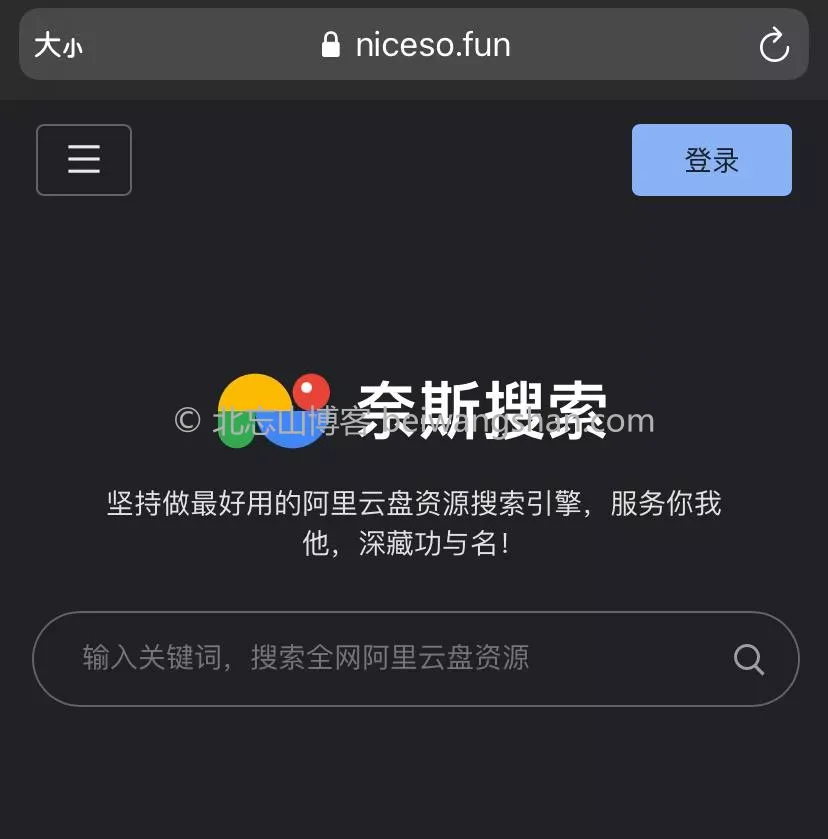 大小 niceso.fun
登录
奈斯搜索
© 北忘山博客 beiwangshan.com
坚持做最好用的阿里云盘资源搜索引擎，服务你我
他，深藏功与名！
输入关键词，搜索全网阿里云盘资源